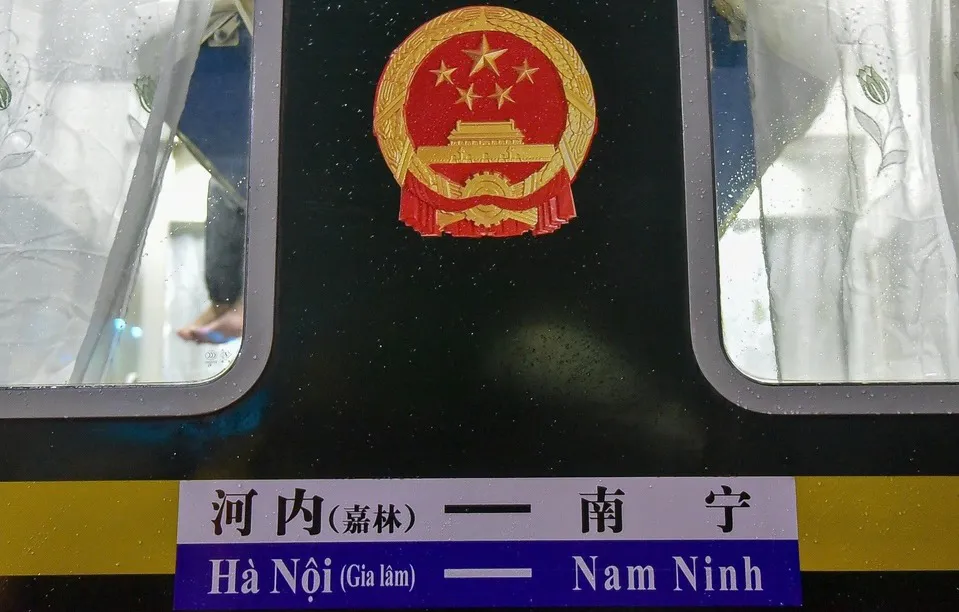 河内(嘉林) — 南宁
Hà Nội (Gia lâm) — Nam Ninh